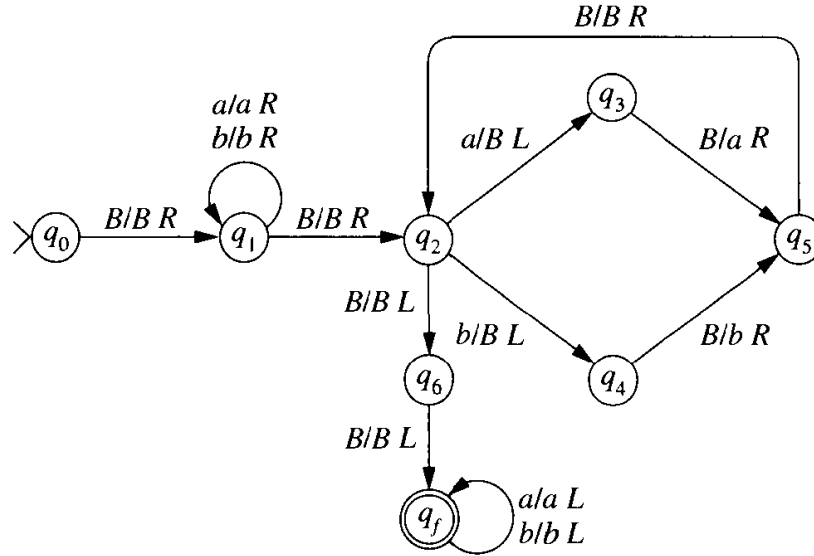 B/B R
q3
a/a R
b/b R
a/B L
B/a R
q0
B/B R
q1
B/B R
q2
q5
B/B L
b/B L
B/b R
q6
q4
B/B L
qf
a/a L
b/b L